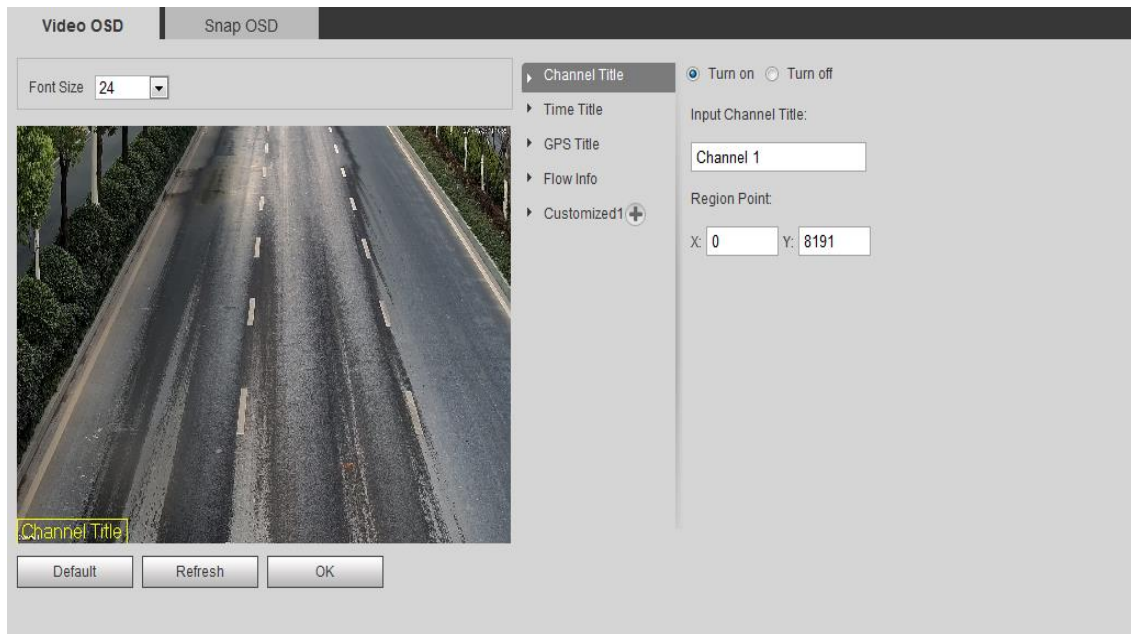 Video OSD
Snap OSD
Font Size 24
Channel Title
Time Title
GPS Title
Flow Info
Customized1
Turn on Turn off
Input Channel Title:
Channel 1
Region Point:
X: 0 Y: 8191
Channel Title
Default Refresh OK